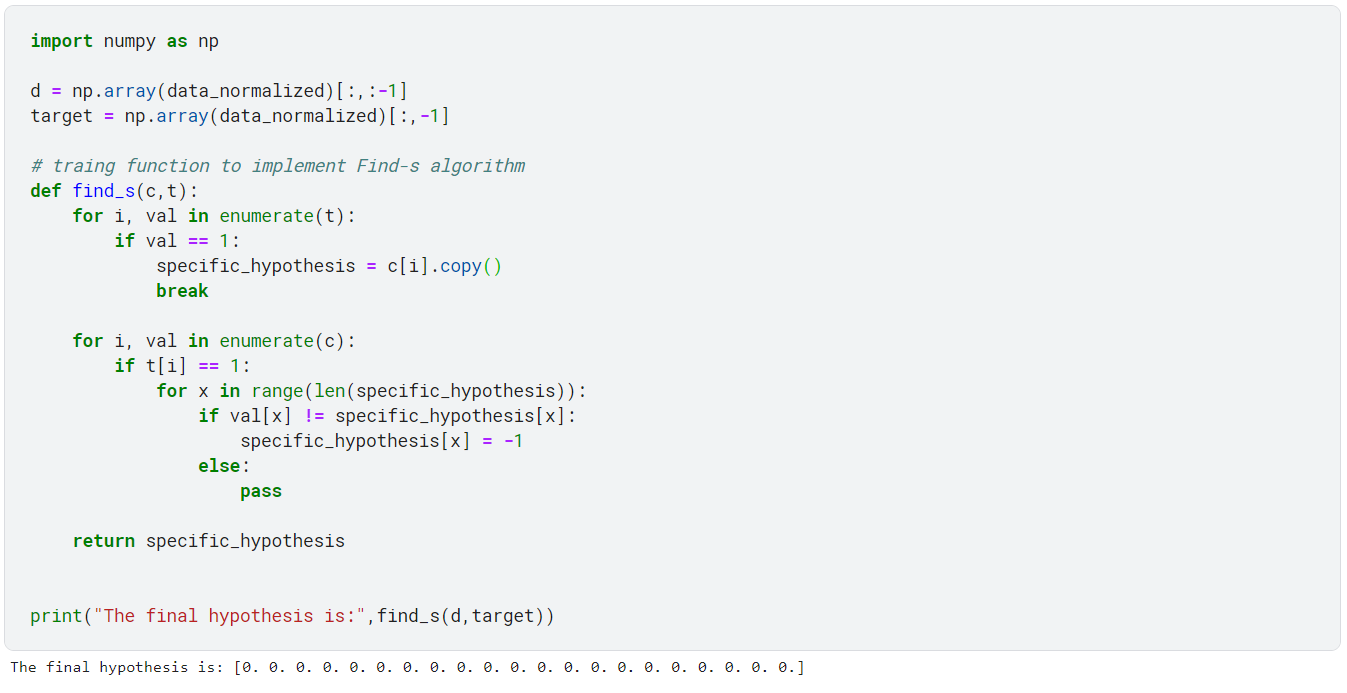 import numpy as np
d = np.array(data_normalized)[:,:-1]
target = np.array(data_normalized)[:,-1]
# traing function to implement Find-s algorithm
def find_s(c,t):
    for i, val in enumerate(t):
        if val == 1:
            specific_hypothesis = c[i].copy()
            break
    for i, val in enumerate(c):
        if t[i] == 1:
            for x in range(len(specific_hypothesis)):
                if val[x] != specific_hypothesis[x]:
                    specific_hypothesis[x] = -1
                else:
                    pass
    return specific_hypothesis
print("The final hypothesis is:",find_s(d,target))
The final hypothesis is: [0. 0. 0. 0. 0. 0. 0. 0. 0. 0. 0. 0. 0. 0. 0. 0. 0. 0. 0. 0. 0.]